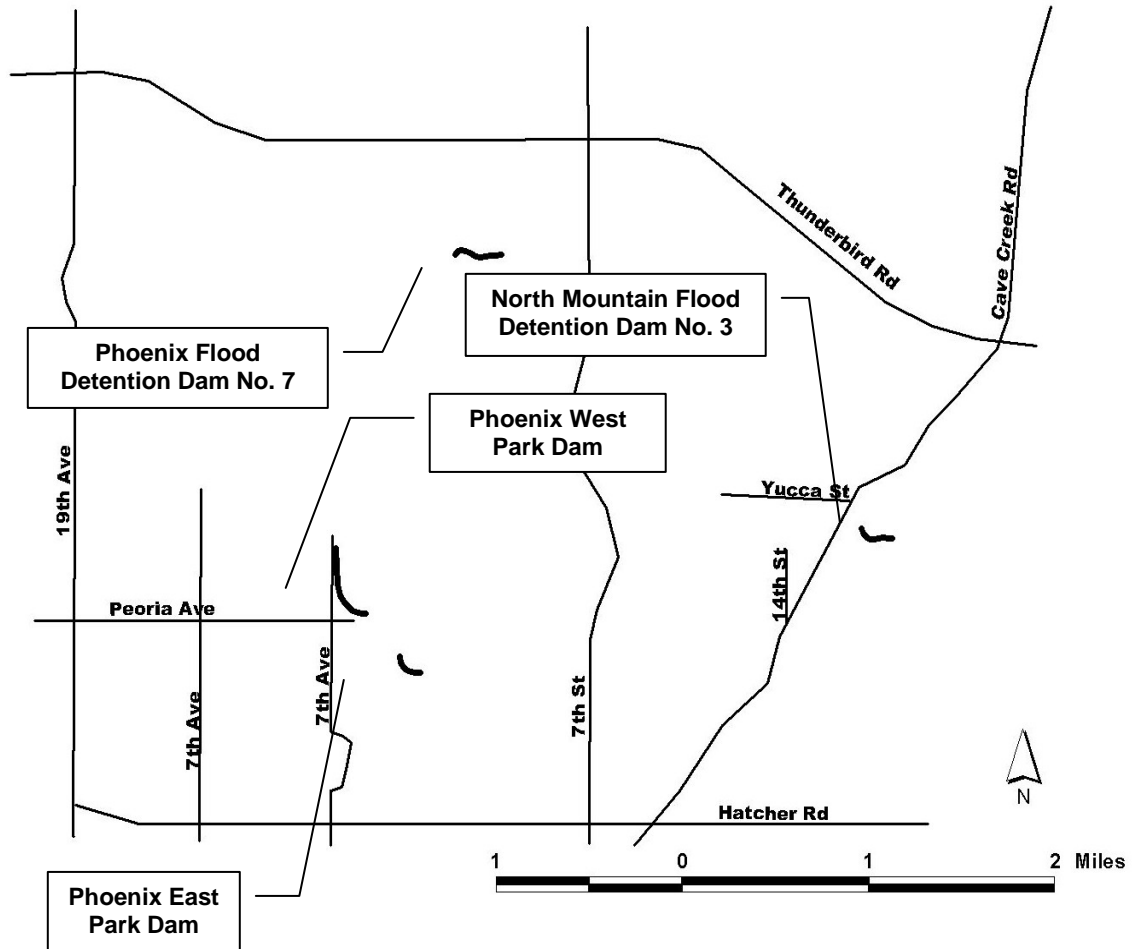 Thunderbird Rd
Cave Creek Rd
North Mountain Flood
Detention Dam No. 3
Phoenix Flood
Detention Dam No. 7
Phoenix West
Park Dam
19th Ave
Yucca St
14th St
Peoria Ave
7th Ave
7th Ave
7th St
N
Hatcher Rd
1 0 1 2 Miles
Phoenix East
Park Dam